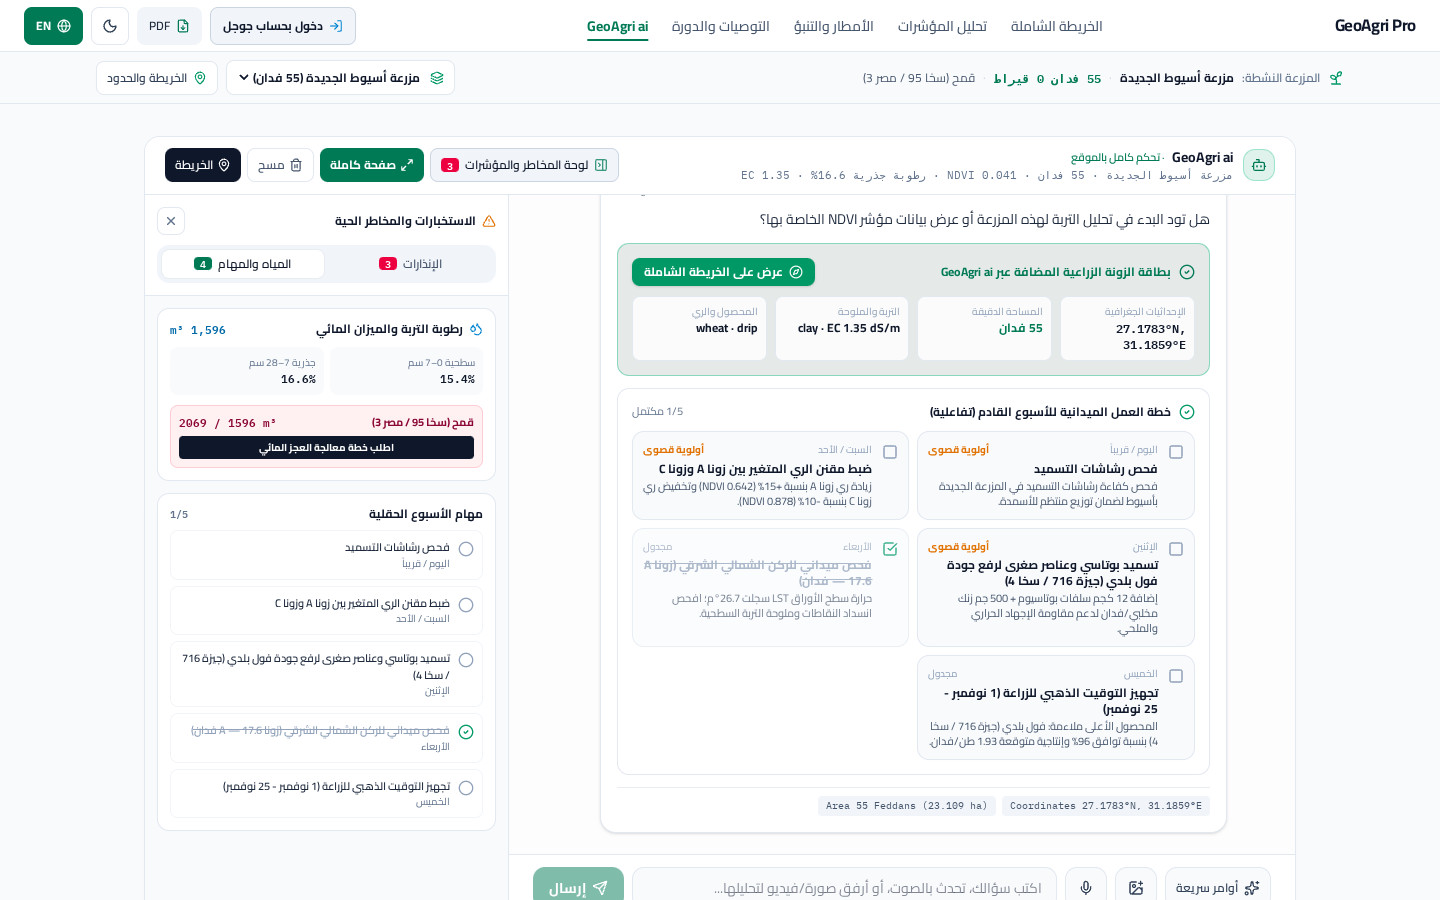 GeoAgri Pro
الخريطة الشاملة
تحليل المؤشرات
الأمطار والتنبؤ
التوصيات والدورة
GeoAgri ai
دخول بحساب جوجل
PDF
EN
المزرعة النشطة: مزرعة أسيوط الجديدة · 55 فدان 0 قيراط · قمح (سخا 95 / مصر 3)
مزرعة أسيوط الجديدة (55 فدان)
الخريطة والحدود
GeoAgri ai · تحكم كامل بالموقع
مزرعة أسيوط الجديدة · 55 فدان · NDVI 0.041 · رطوبة جذرية 16.6% · EC 1.35
لوحة المخاطر والمؤشرات 3
صفحة كاملة
مسح
الخريطة
هل تود البدء في تحليل التربة لهذه المزرعة أو عرض بيانات مؤشر NDVI الخاصة بها؟
بطاقة الزونة الزراعية المضافة عبر GeoAgri ai
عرض على الخريطة الشاملة
الإحداثيات الجغرافية
27.1783°N,
31.1859°E
المساحة الدقيقة
55 فدان
التربة والملوحة
clay · EC 1.35 dS/m
المحصول والري
wheat · drip
خطة العمل الميدانية للأسبوع القادم (تفاعلية)
1/5 مكتمل
اليوم / قريباً
أولوية قصوى
فحص رشاشات التسميد
فحص كفاءة رشاشات التسميد في المزرعة الجديدة
بأسيوط لضمان توزيع منتظم للأسمدة.
السبت / الأحد
أولوية قصوى
ضبط مقنن الري المتغير بين زونا A وزونا C
زيادة ري زونا A بنسبة +15% (NDVI 0.642) وتخفيض ري
زونا C بنسبة -10% (NDVI 0.878).
الإثنين
أولوية قصوى
تسميد بوتاسي وعناصر صغرى لرفع جودة
فول بلدي (جيزة 716 / سخا 4)
إضافة 12 كجم سلفات بوتاسيوم + 500 جم زنك
مخلبي/فدان لدعم مقاومة الإجهاد الحراري
والملحي.
الأربعاء
مجدول
فحص ميداني للركن الشمالي الشرقي (زونا A
— 17.6 فدان)
حرارة سطح الأوراق LST سجلت 26.7°م؛ افحص
انسداد النقاطات وملوحة التربة السطحية.
الخميس
مجدول
تجهيز التوقيت الذهبي للزراعة (1 نوفمبر -
25 نوفمبر)
المحصول الأعلى ملاءمة: فول بلدي (جيزة 716 / سخا
4) بنسبة توافق 96% وإنتاجية متوقعة 1.93 طن/فدان.
Coordinates 27.1783°N, 31.1859°E
Area 55 Feddans (23.109 ha)
أوامر سريعة
اكتب سؤالك، تحدث بالصوت، أو أرفق صورة/فيديو لتحليلها...
إرسال
الاستخبارات والمخاطر الحية
الإنذارات 3
المياه والمهام 4
رطوبة التربة والميزان المائي
1,596 m³
سطحية 0–7 سم
15.4%
جذرية 7–28 سم
16.6%
قمح (سخا 95 / مصر 3)
2069 / 1596 m³
اطلب خطة معالجة العجز المائي
مهام الأسبوع الحقلية
1/5
فحص رشاشات التسميد
اليوم / قريباً
ضبط مقنن الري المتغير بين زونا A وزونا C
السبت / الأحد
تسميد بوتاسي وعناصر صغرى لرفع جودة فول بلدي (جيزة 716
/ سخا 4)
الإثنين
فحص ميداني للركن الشمالي الشرقي (زونا A — 17.6 فدان)
الأربعاء
تجهيز التوقيت الذهبي للزراعة (1 نوفمبر - 25 نوفمبر)
الخميس